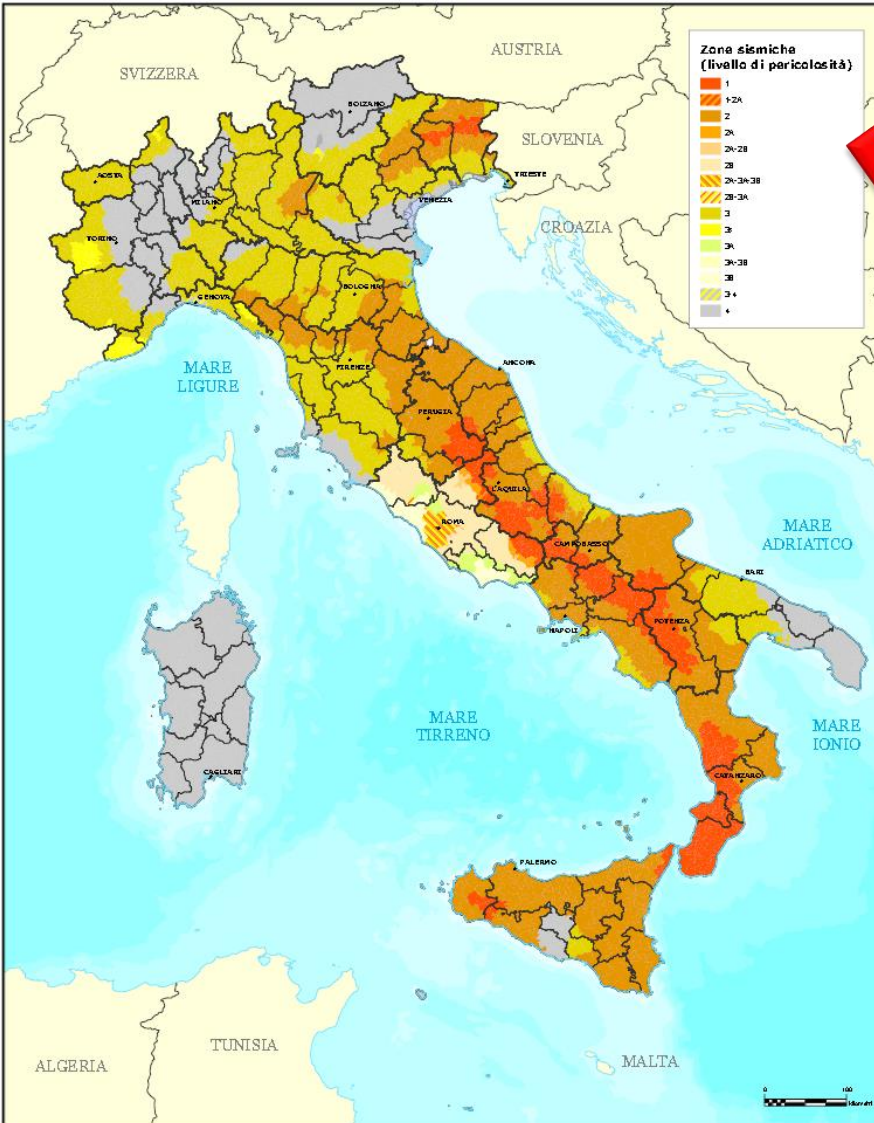 AUSTRIA
SVIZZERA
Zone sismiche
(livello di pericolosità)
1
1-2A
2
2A
2A-2B
2B
2A-3A-3B
2B-3A
3
3s
3A
3A-3B
3B
3-4
4
BOLZANO
SLOVENIA
AOSTA
TRIESTE
MILANO
VENEZIA
CROAZIA
TORINO
BOLOGNA
GENOVA
MARE
LIGURE
FIRENZE
ANCONA
PERUGIA
L'AQUILA
ROMA
MARE
ADRIATICO
CAMPOBASSO
BARI
NAPOLI
POTENZA
MARE
TIRRENO
MARE
IONIO
CAGLIARI
CATANZARO
PALERMO
ALGERIA
TUNISIA
MALTA
0
100
kilometri